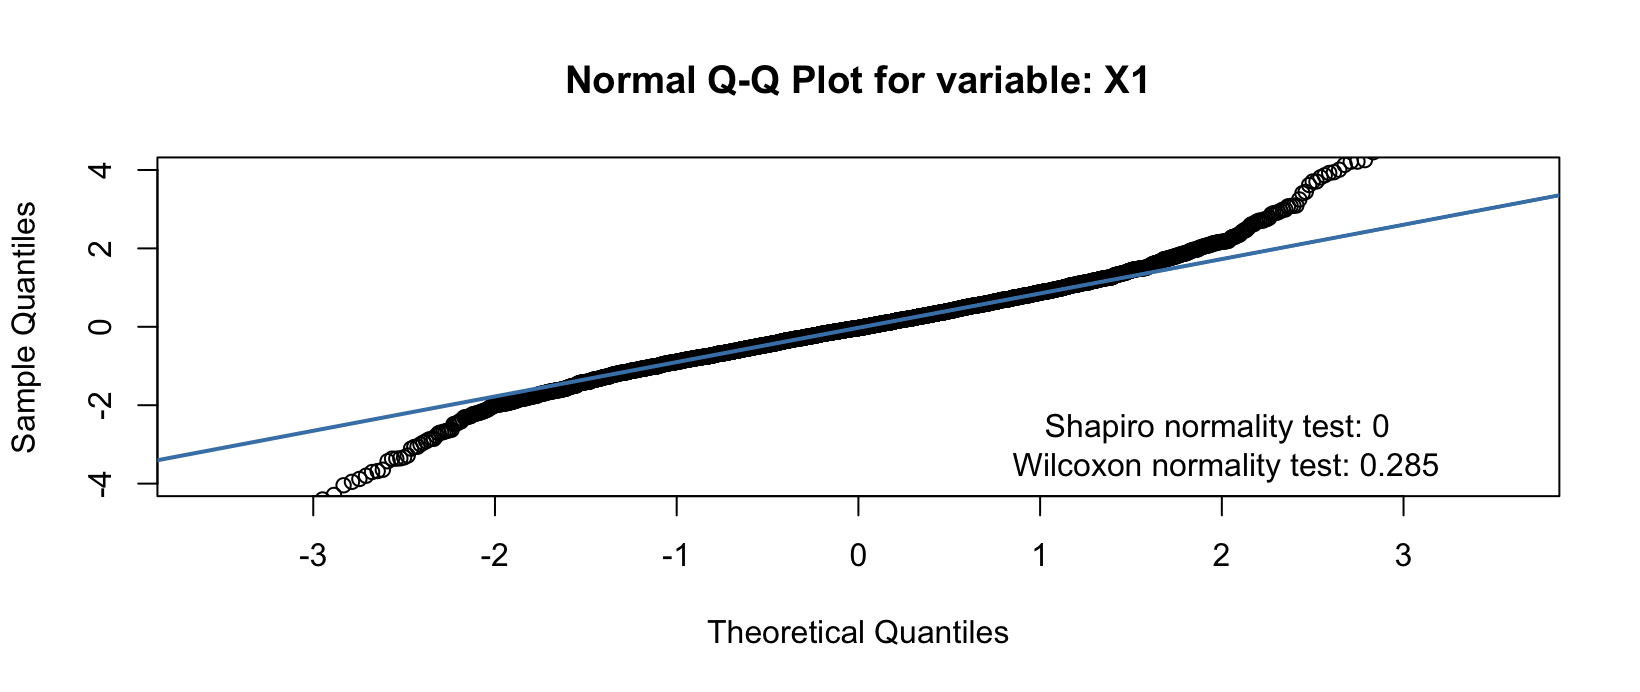 Normal Q-Q Plot for variable: X1
Sample Quantiles
4
2
0
-2
-4
Shapiro normality test: 0
Wilcoxon normality test: 0.285
-3 -2 -1 0 1 2 3
Theoretical Quantiles